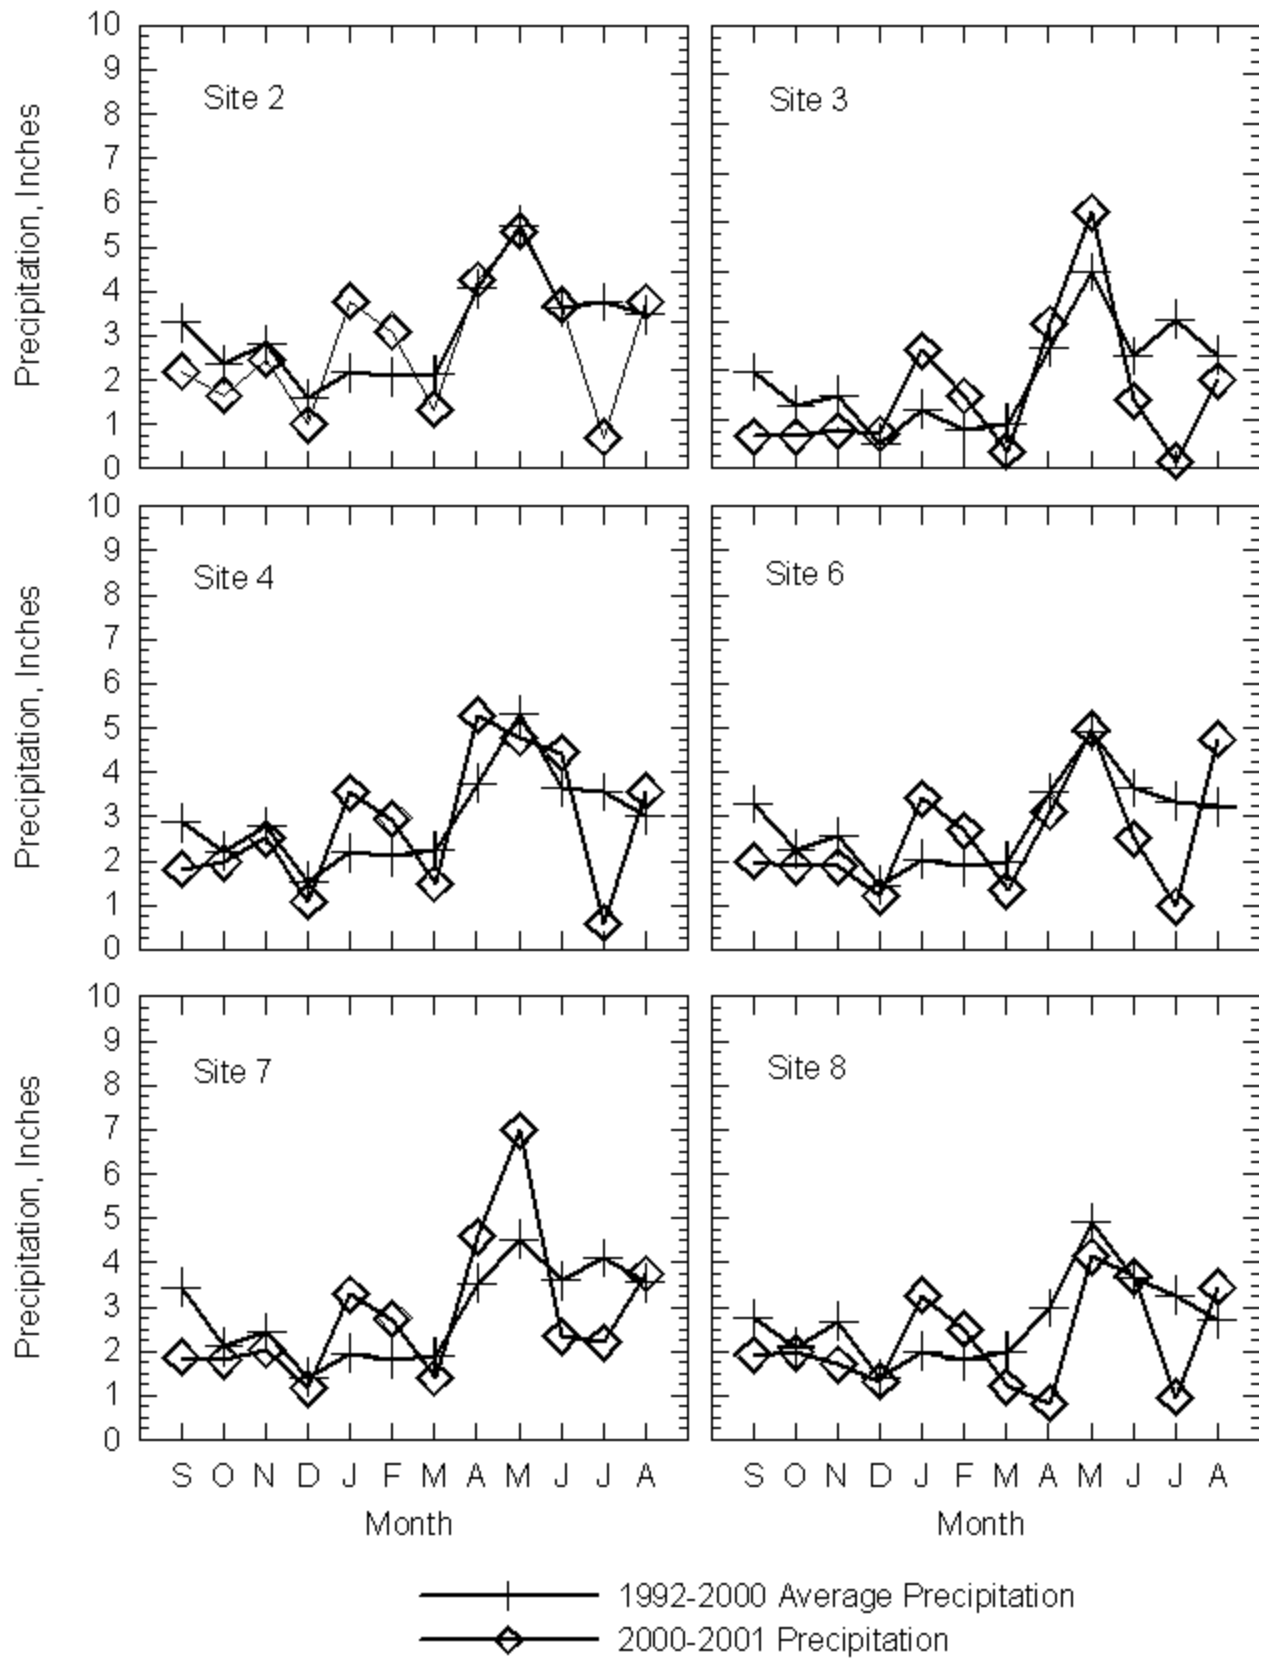 10
9
8
7
6
5
4
3
2
1
0
Precipitation, Inches
Site 2
Site 3
10
9
8
7
6
5
4
3
2
1
0
Precipitation, Inches
Site 4
Site 6
10
9
8
7
6
5
4
3
2
1
0
Precipitation, Inches
Site 7
Site 8
S O N D J F M A M J J A
S O N D J F M A M J J A
Month
Month
1992-2000 Average Precipitation
2000-2001 Precipitation